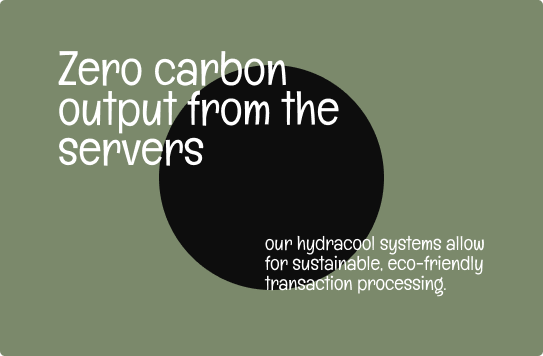 Zero carbon
output from the
servers
our hydracool systems allow
for sustainable, eco-friendly
transaction processing.